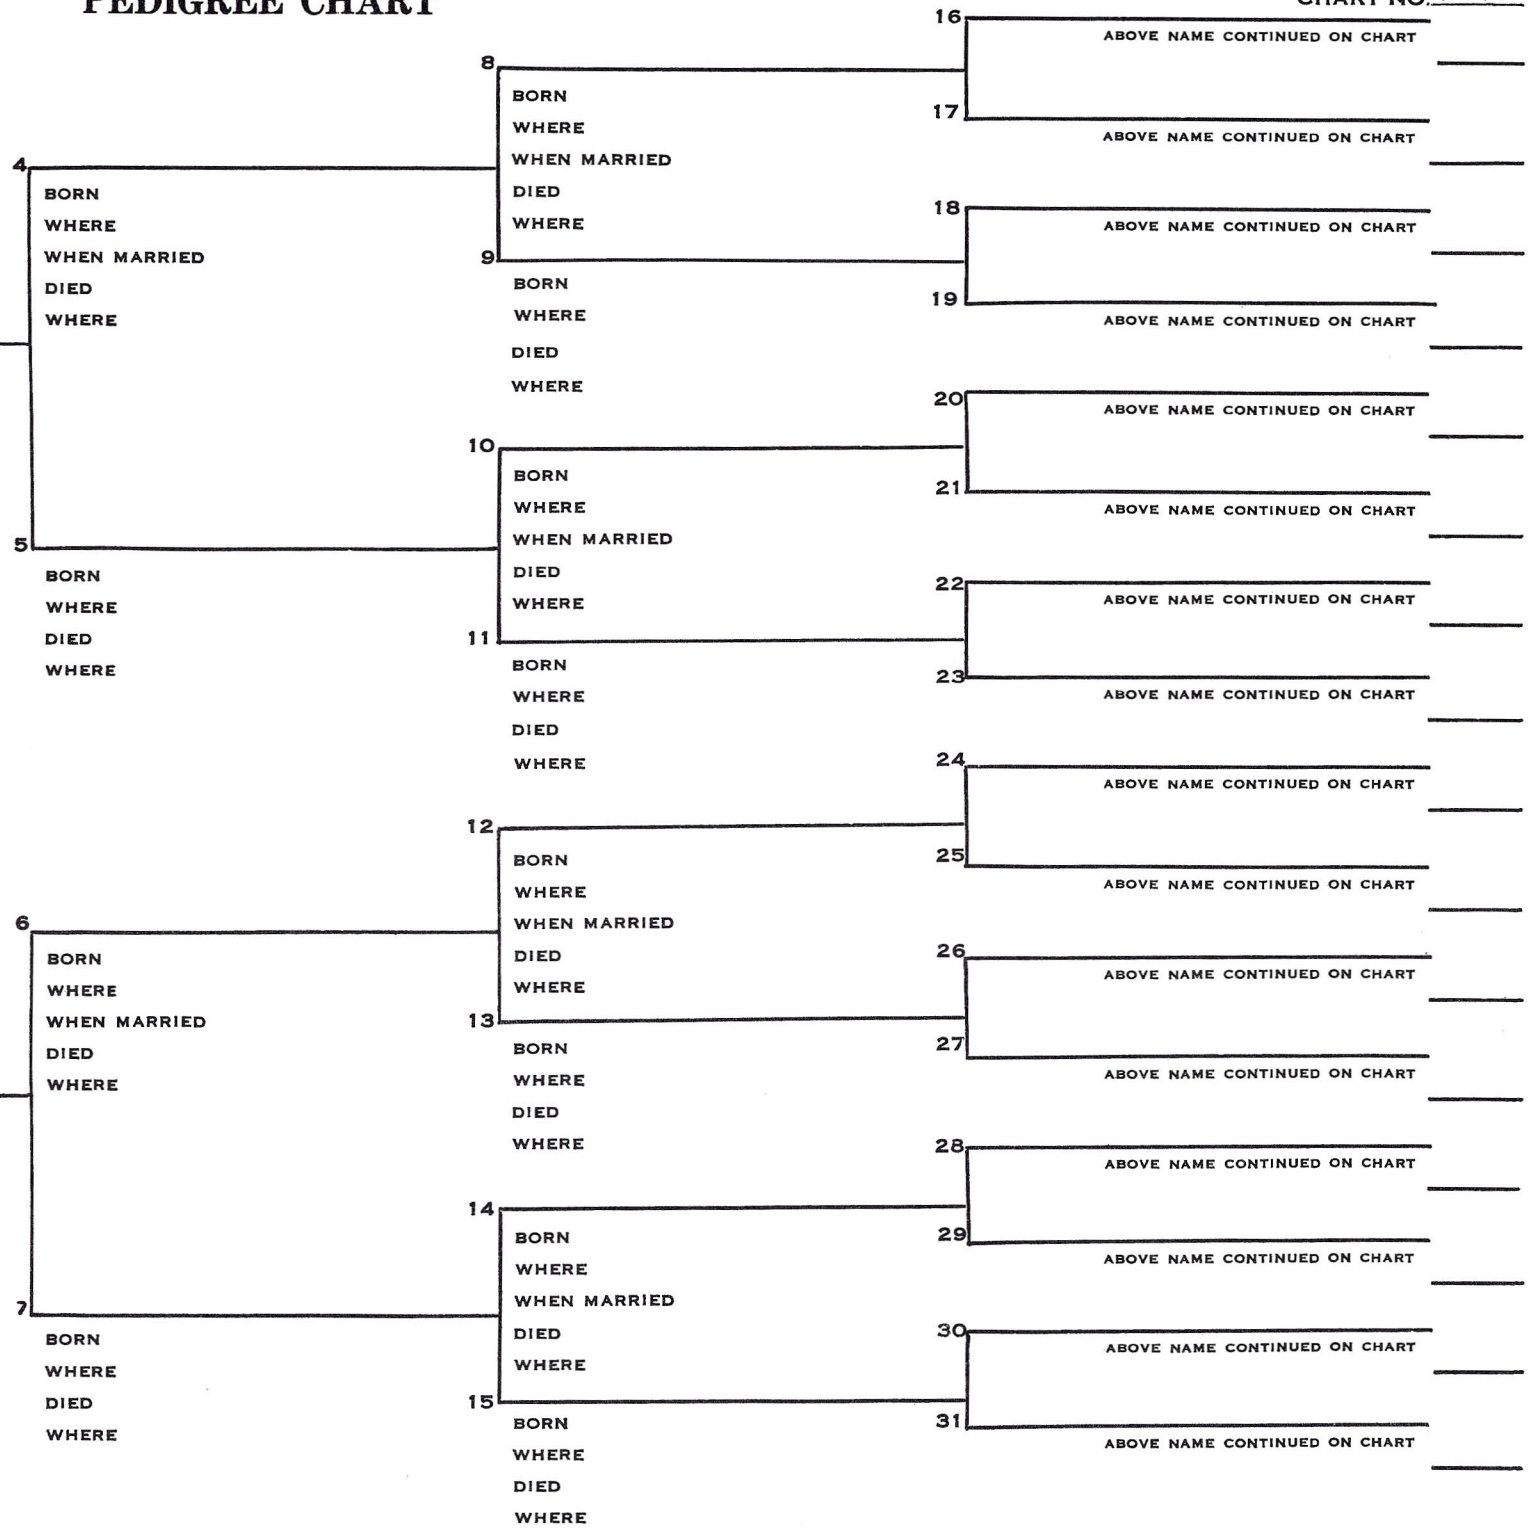 PEDIGREE CHART
CHART NO.
16
ABOVE NAME CONTINUED ON CHART
8
BORN
WHERE
WHEN MARRIED
DIED
WHERE
17
ABOVE NAME CONTINUED ON CHART
4
BORN
WHERE
WHEN MARRIED
DIED
WHERE
18
ABOVE NAME CONTINUED ON CHART
9
BORN
WHERE
DIED
WHERE
19
ABOVE NAME CONTINUED ON CHART
20
ABOVE NAME CONTINUED ON CHART
10
BORN
WHERE
WHEN MARRIED
DIED
WHERE
21
ABOVE NAME CONTINUED ON CHART
5
BORN
WHERE
DIED
WHERE
22
ABOVE NAME CONTINUED ON CHART
11
BORN
WHERE
DIED
WHERE
23
ABOVE NAME CONTINUED ON CHART
24
ABOVE NAME CONTINUED ON CHART
12
BORN
WHERE
WHEN MARRIED
DIED
WHERE
25
ABOVE NAME CONTINUED ON CHART
6
BORN
WHERE
WHEN MARRIED
DIED
WHERE
26
ABOVE NAME CONTINUED ON CHART
13
BORN
WHERE
DIED
WHERE
27
ABOVE NAME CONTINUED ON CHART
28
ABOVE NAME CONTINUED ON CHART
14
BORN
WHERE
WHEN MARRIED
DIED
WHERE
29
ABOVE NAME CONTINUED ON CHART
7
BORN
WHERE
DIED
WHERE
30
ABOVE NAME CONTINUED ON CHART
15
BORN
WHERE
DIED
WHERE
31
ABOVE NAME CONTINUED ON CHART